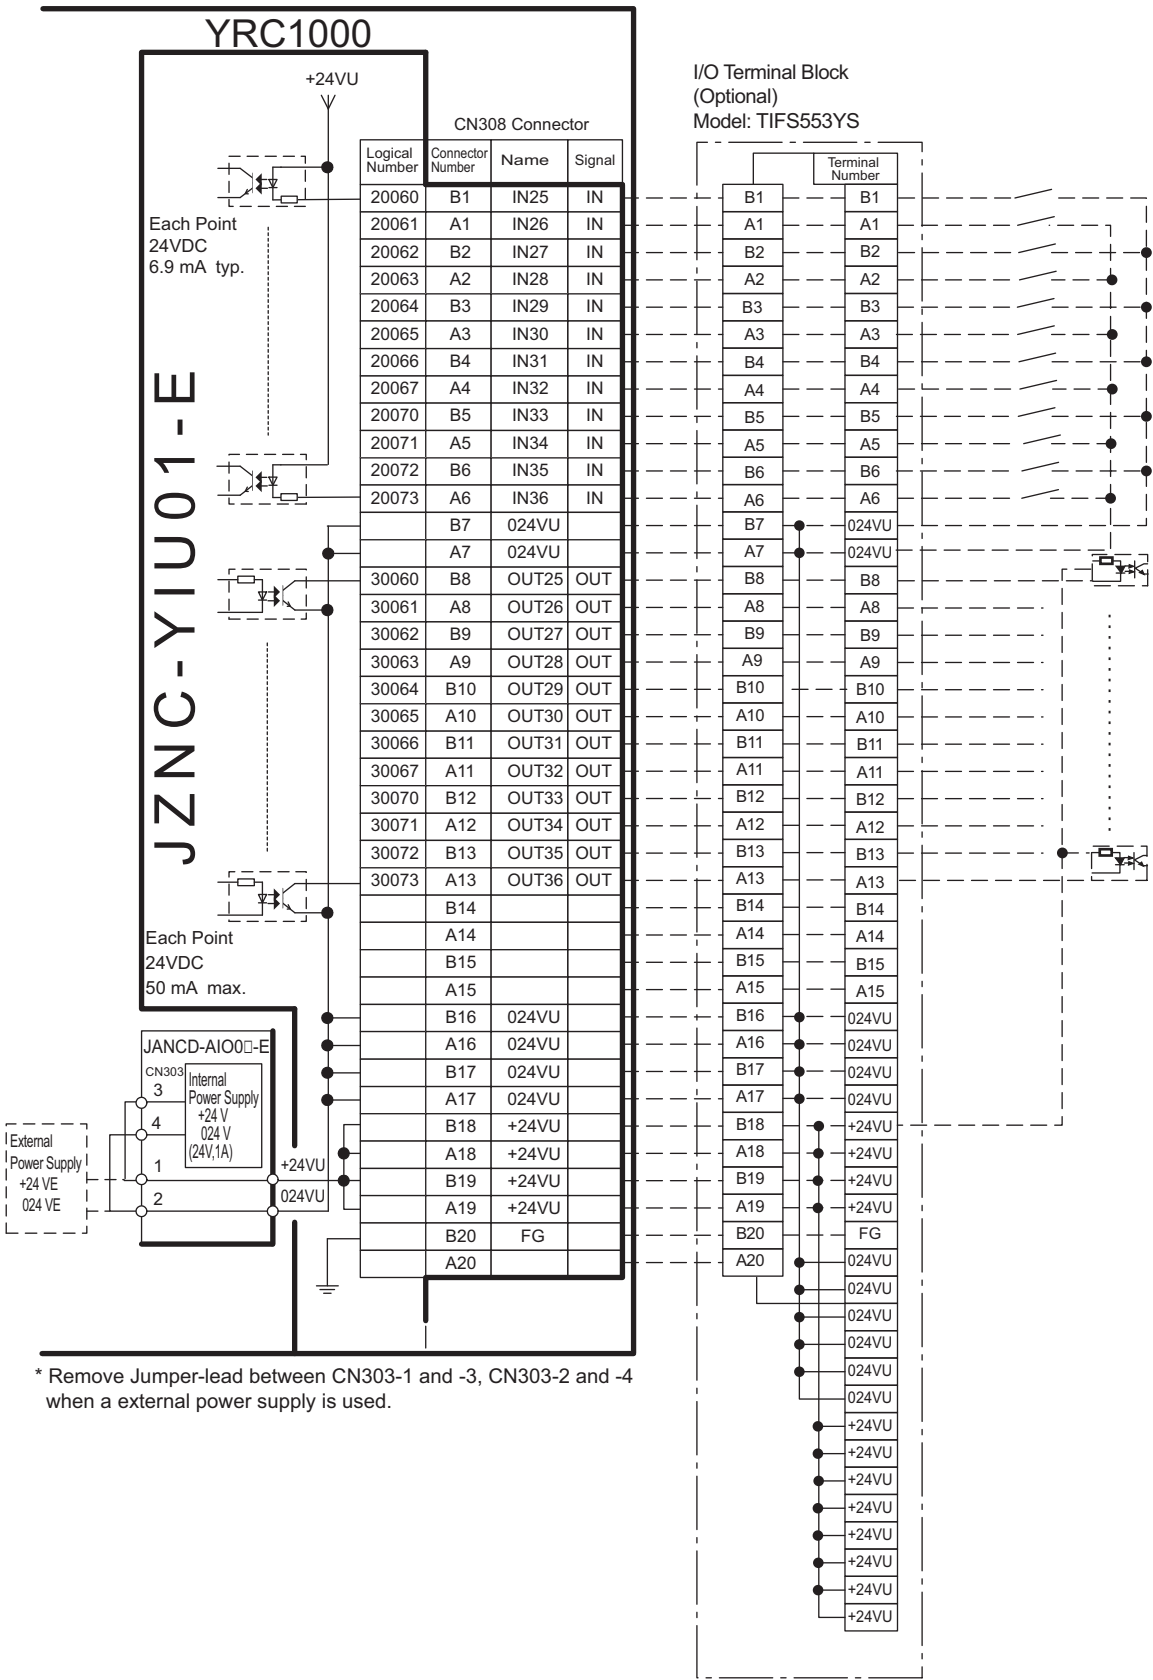 YRC1000
+24VU
CN308 Connector
Logical Number Connector Number Name Signal
20060 B1 IN25 IN
20061 A1 IN26 IN
20062 B2 IN27 IN
20063 A2 IN28 IN
20064 B3 IN29 IN
20065 A3 IN30 IN
20066 B4 IN31 IN
20067 A4 IN32 IN
20070 B5 IN33 IN
20071 A5 IN34 IN
20072 B6 IN35 IN
20073 A6 IN36 IN
B7 024VU
A7 024VU
30060 B8 OUT25 OUT
30061 A8 OUT26 OUT
30062 B9 OUT27 OUT
30063 A9 OUT28 OUT
30064 B10 OUT29 OUT
30065 A10 OUT30 OUT
30066 B11 OUT31 OUT
30067 A11 OUT32 OUT
30070 B12 OUT33 OUT
30071 A12 OUT34 OUT
30072 B13 OUT35 OUT
30073 A13 OUT36 OUT
B14
A14
B15
A15
B16 024VU
A16 024VU
B17 024VU
A17 024VU
B18 +24VU
A18 +24VU
B19 +24VU
A19 +24VU
B20 FG
A20
Each Point
24VDC
6.9 mA typ.
JZNC-YIU01-E
Each Point
24VDC
50 mA max.
JANCD-AIO0□-E
CN303
3
4
1
2
Internal
Power Supply
+24 V
024 V
(24V,1A)
+24VU
024VU
External
Power Supply
+24 VE
024 VE
* Remove Jumper-lead between CN303-1 and -3, CN303-2 and -4
when a external power supply is used.
I/O Terminal Block
(Optional)
Model: TIFS553YS
Terminal
Number
B1 B1
A1 A1
B2 B2
A2 A2
B3 B3
A3 A3
B4 B4
A4 A4
B5 B5
A5 A5
B6 B6
A6 A6
B7 024VU
A7 024VU
B8 B8
A8 A8
B9 B9
A9 A9
B10 B10
A10 A10
B11 B11
A11 A11
B12 B12
A12 A12
B13 B13
A13 A13
B14 B14
A14 A14
B15 B15
A15 A15
B16 024VU
A16 024VU
B17 024VU
A17 024VU
B18 +24VU
A18 +24VU
B19 +24VU
A19 +24VU
B20 FG
A20 024VU
024VU
024VU
024VU
024VU
024VU
+24VU
+24VU
+24VU
+24VU
+24VU
+24VU
+24VU
+24VU